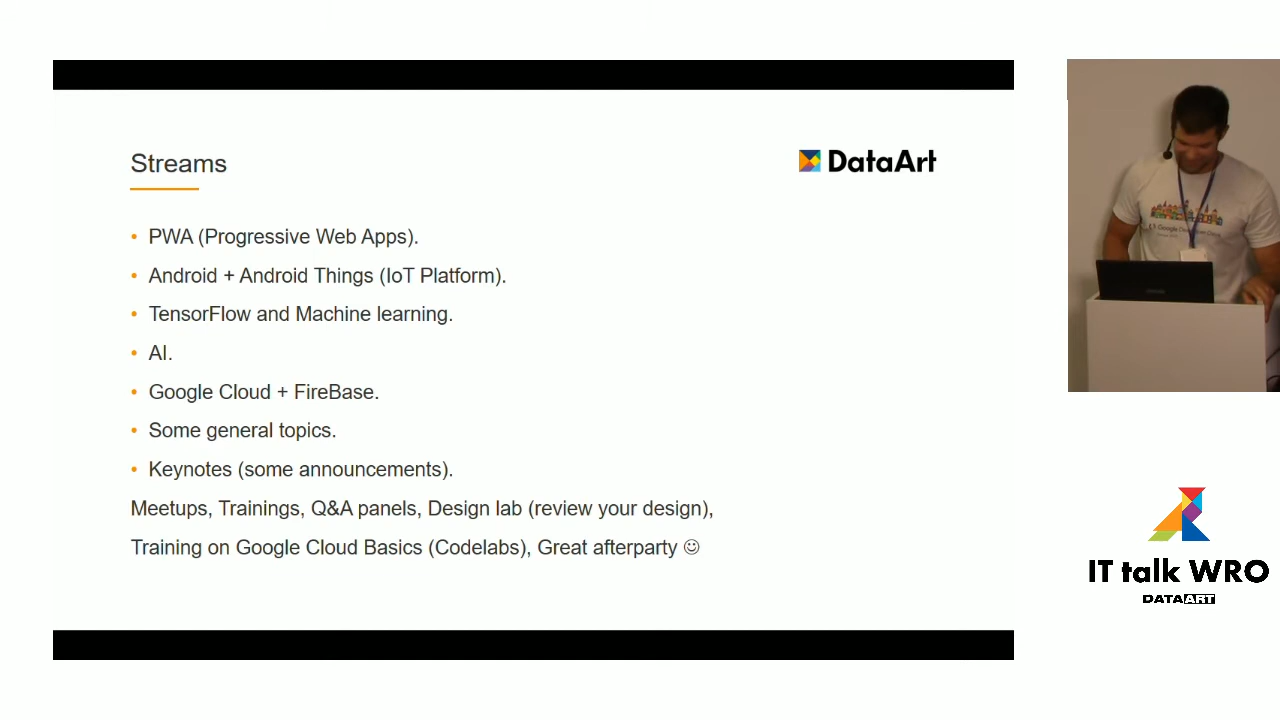 Streams
DataArt
• PWA (Progressive Web Apps).
• Android + Android Things (IoT Platform).
• TensorFlow and Machine learning.
• AI.
• Google Cloud + FireBase.
• Some general topics.
• Keynotes (some announcements).
Meetups, Trainings, Q&A panels, Design lab (review your design),
Training on Google Cloud Basics (Codelabs), Great afterparty ☺
Google
IT talk WRO
DATAART